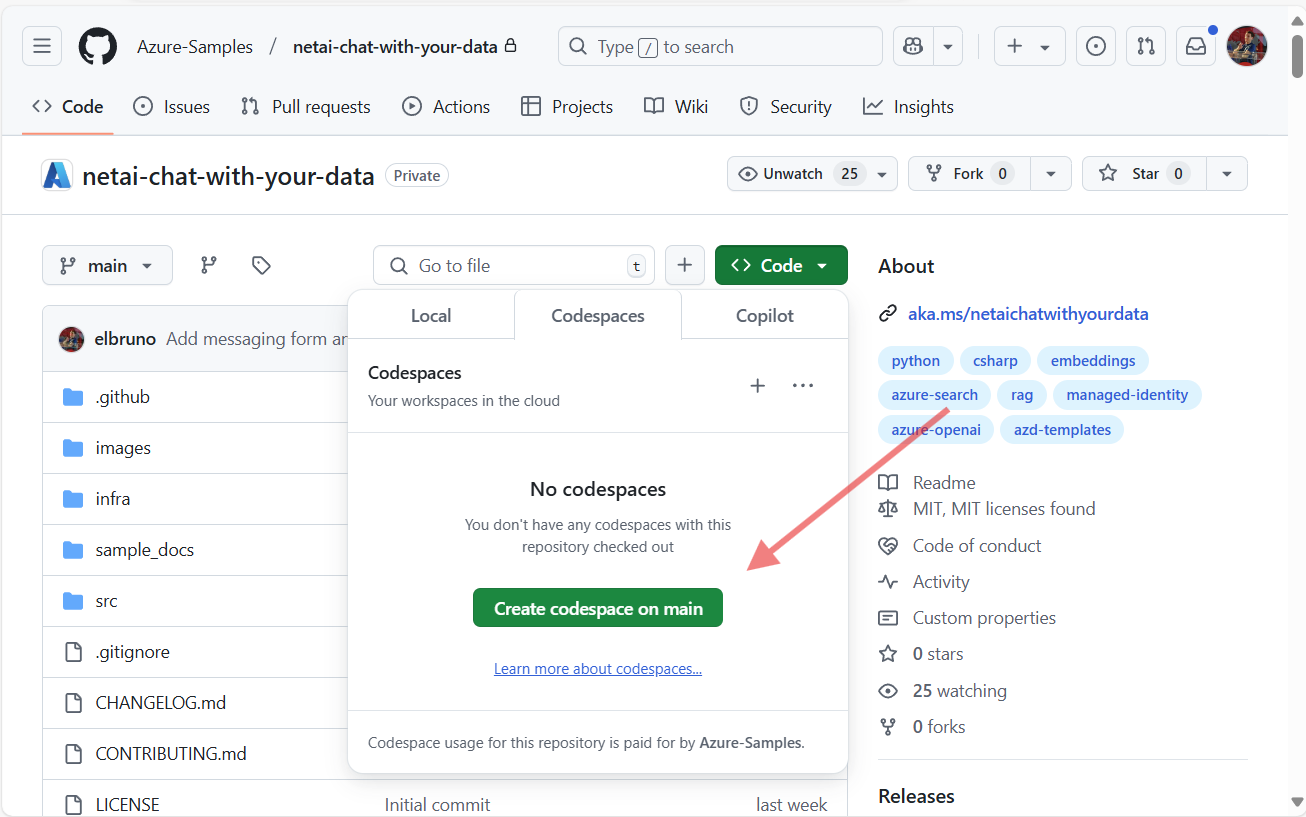 Azure-Samples / netai-chat-with-your-data
Type / to search
Code Issues Pull requests Actions Projects Wiki Security Insights
netai-chat-with-your-data Private
Unwatch 25 Fork 0 Star 0
main
Go to file t
Code
Local Codespaces Copilot
Codespaces
Your workspaces in the cloud
No codespaces
You don't have any codespaces with this
repository checked out
Create codespace on main
Learn more about codespaces...
Codespace usage for this repository is paid for by Azure-Samples.
elbruno Add messaging form ar
.github
images
infra
sample_docs
src
.gitignore
CHANGELOG.md
CONTRIBUTING.md
LICENSE Initial commit last week
About
aka.ms/netaichatwithyourdata
python csharp embeddings
azure-search rag managed-identity
azure-openai azd-templates
Readme
MIT, MIT licenses found
Code of conduct
Activity
Custom properties
0 stars
25 watching
0 forks
Releases